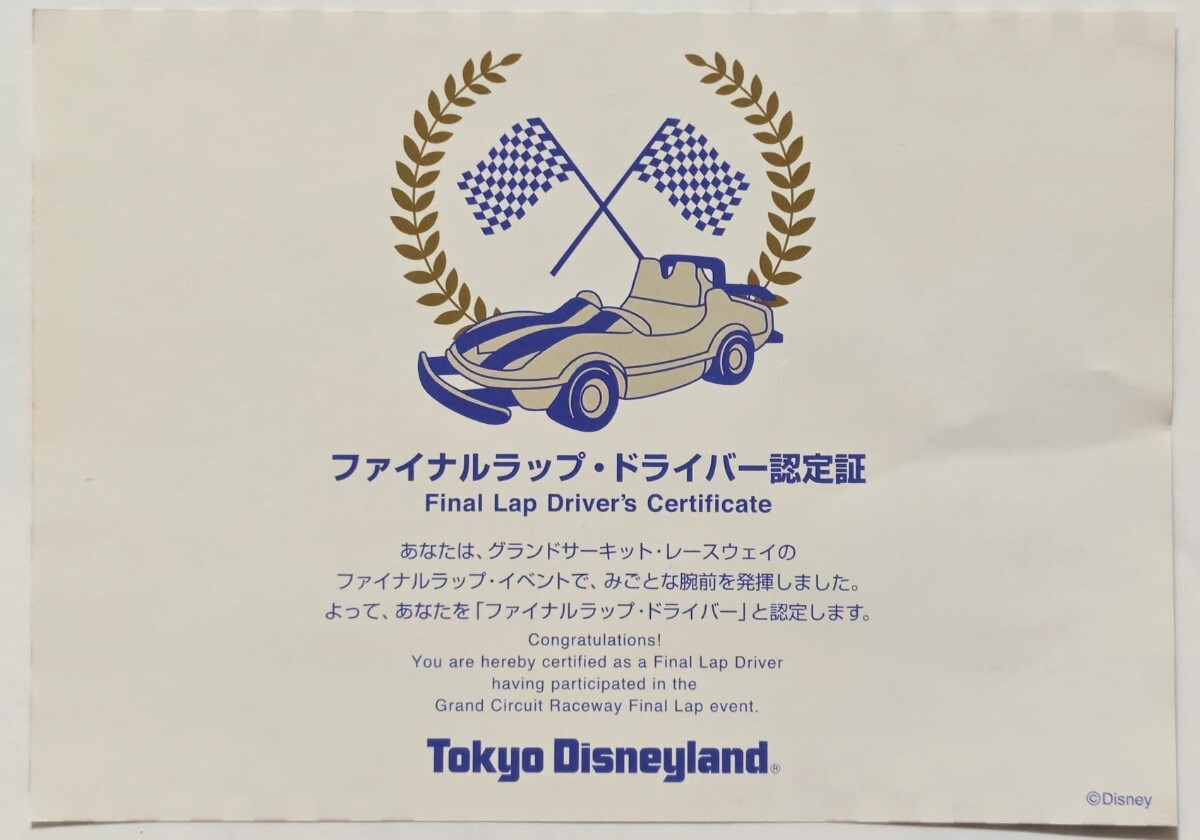 ファイナルラップ・ドライバー認定証
Final Lap Driver's Certificate
あなたは、グランドサーキット・レースウェイの
ファイナルラップ・イベントで、みごとな腕前を発揮しました。
よって、あなたを「ファイナルラップ・ドライバー」と認定します。
Congratulations!
You are hereby certified as a Final Lap Driver
having participated in the
Grand Circuit Raceway Final Lap event.
Tokyo Disneyland®
©Disney